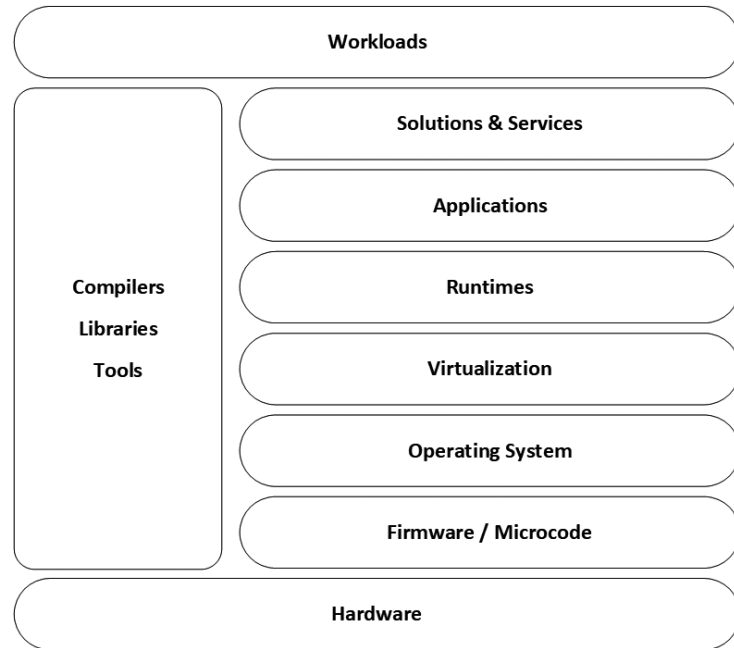 Workloads
Compilers
Libraries
Tools
Solutions & Services
Applications
Runtimes
Virtualization
Operating System
Firmware / Microcode
Hardware